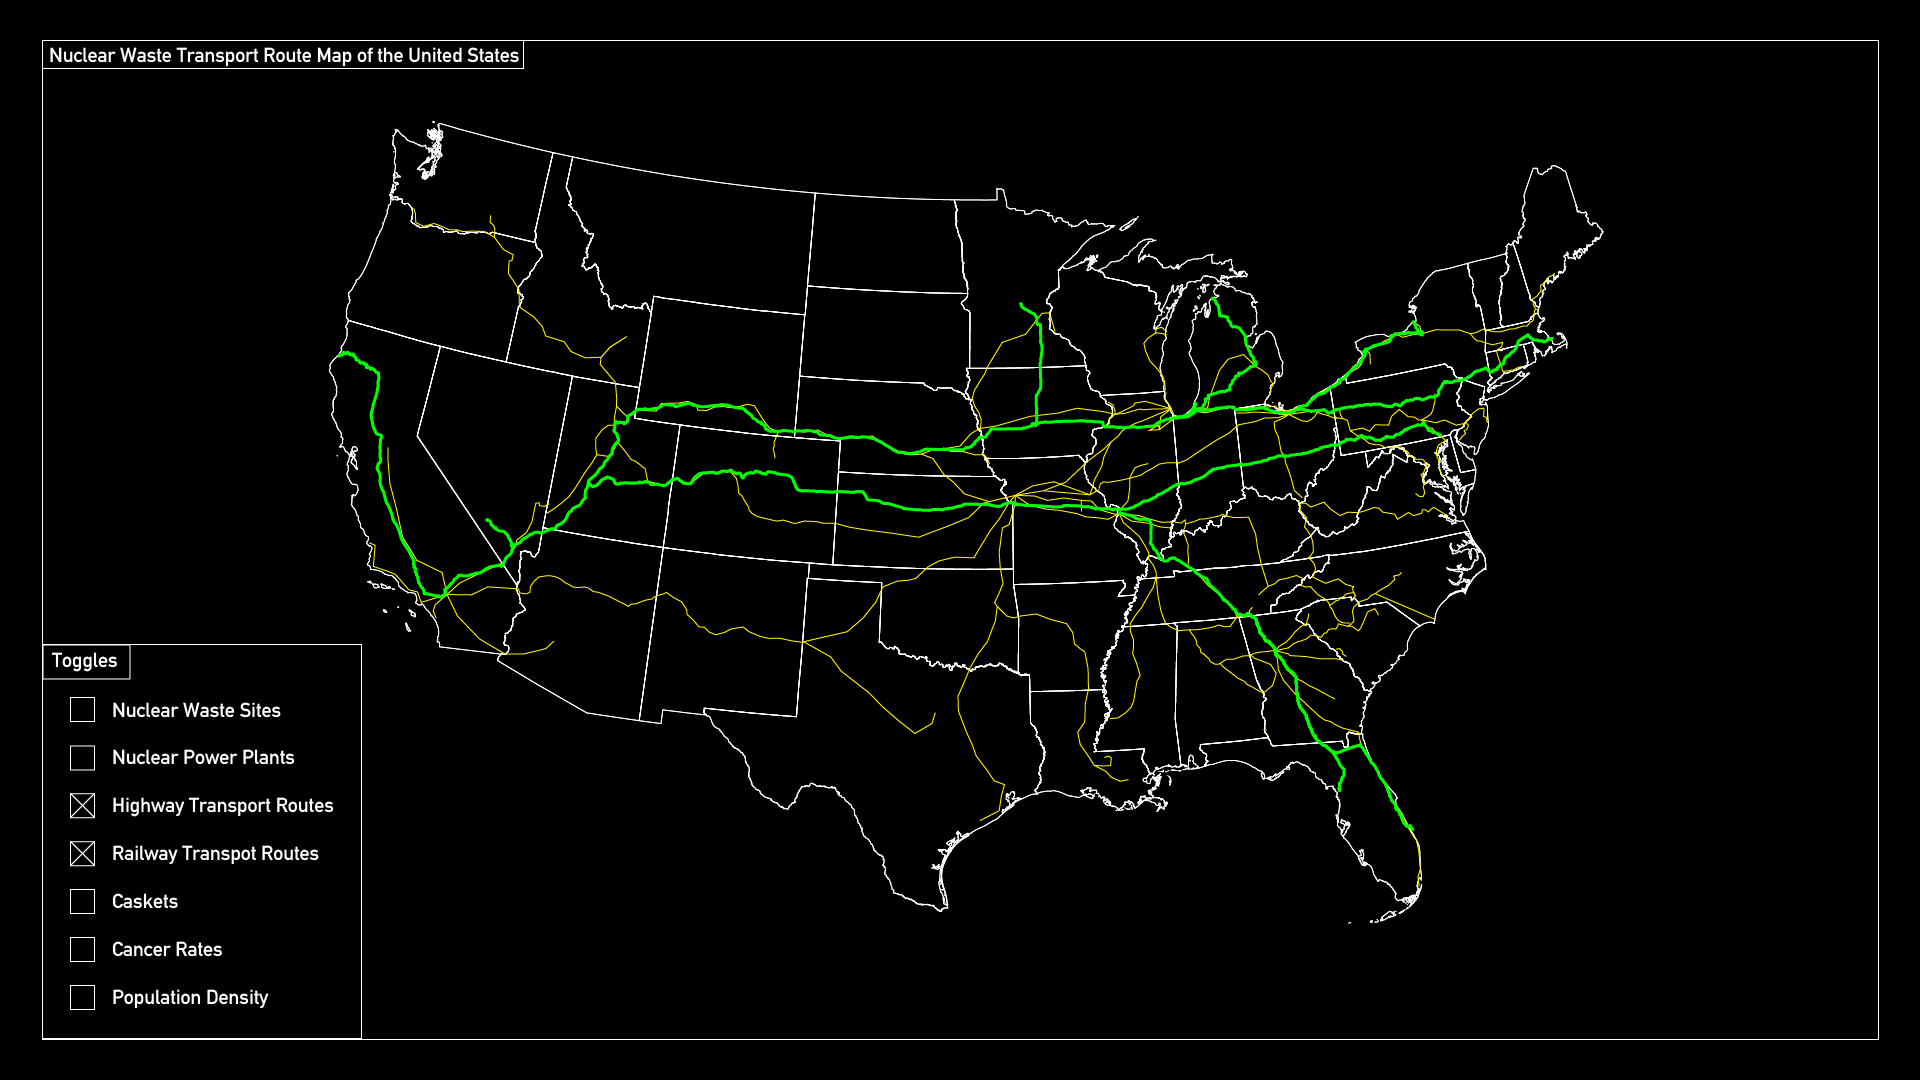 Nuclear Waste Transport Route Map of the United States
Toggles
Nuclear Waste Sites
Nuclear Power Plants
Highway Transport Routes
Railway Transpot Routes
Caskets
Cancer Rates
Population Density